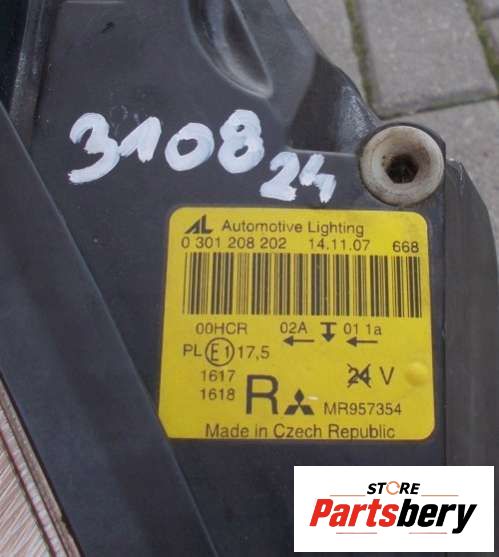 3108
24
AL Automotive Lighting
0 301 208 202 14.11.07 668
00HCR 02A 01 1a
PL E1 17,5
1617 24 V
1618 R MR957354
Made in Czech Republic
STORE
Partsbery